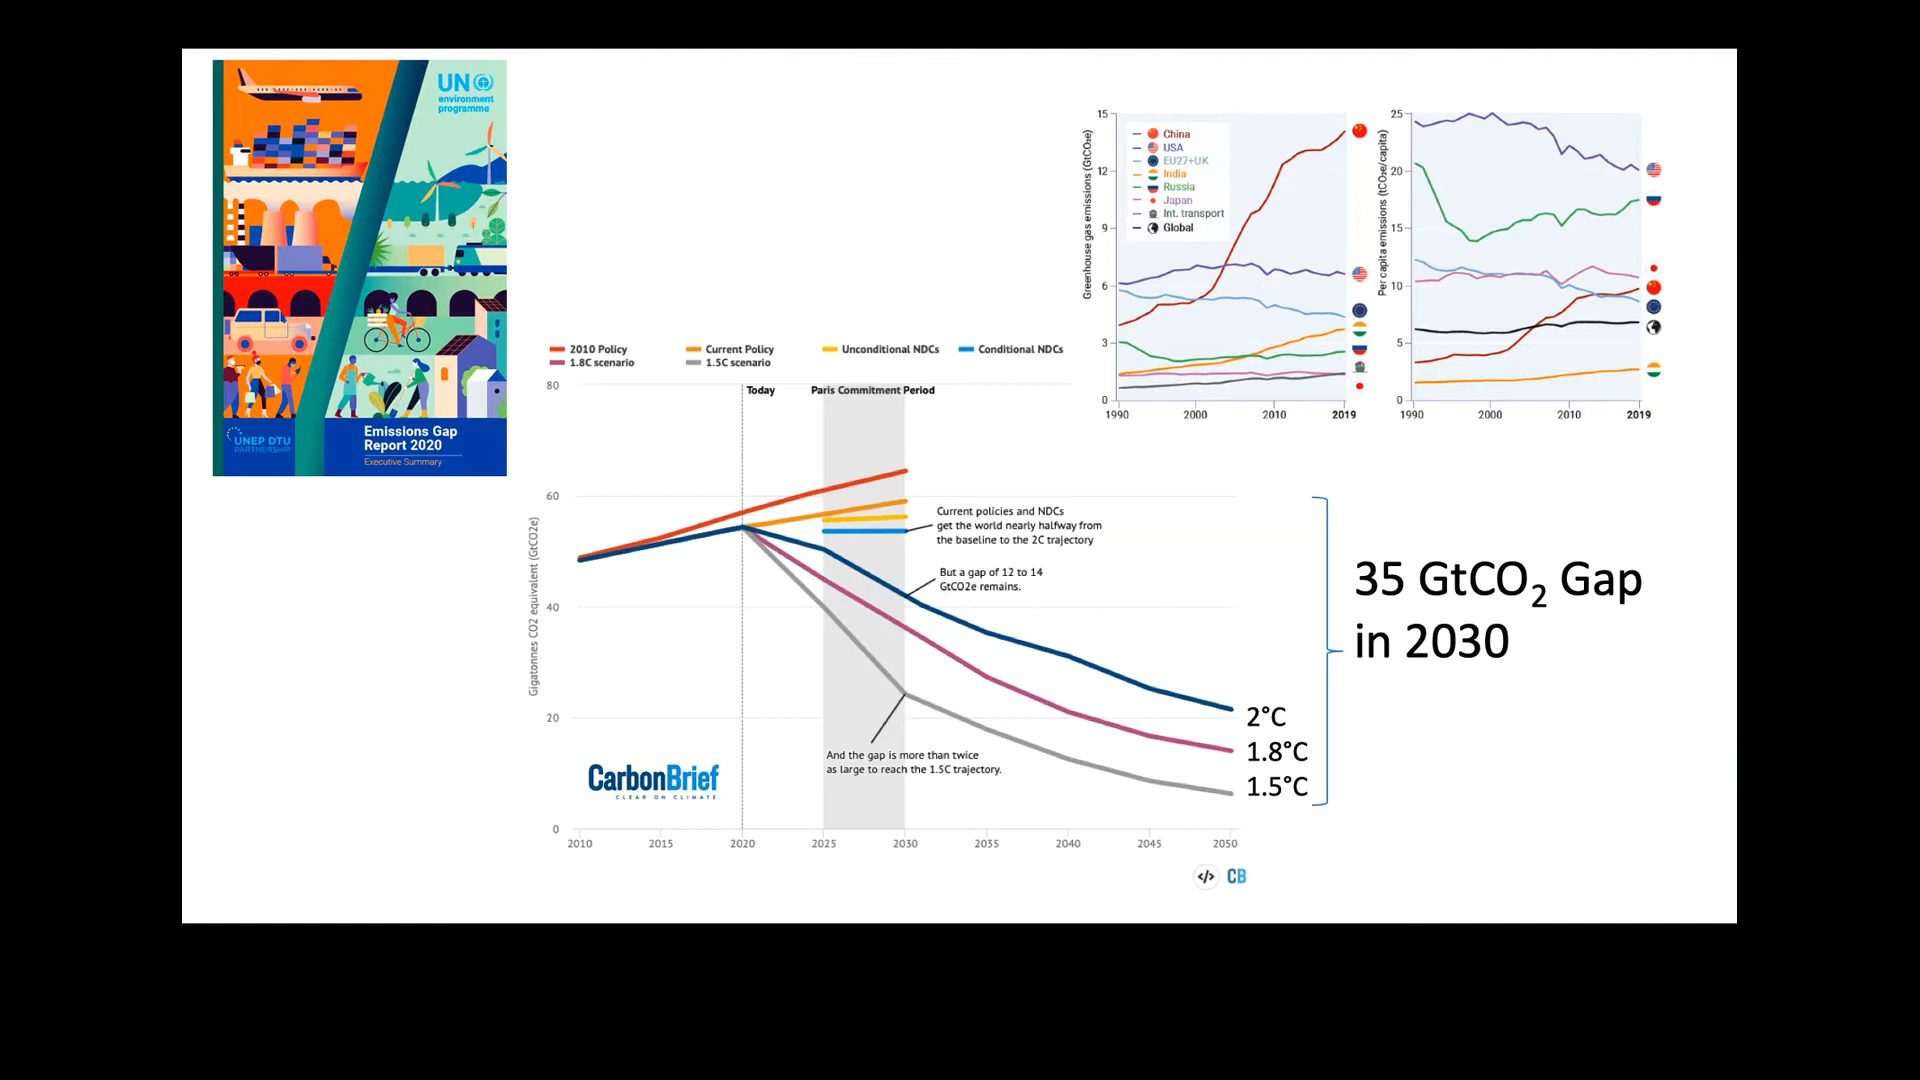 UN
environment
programme
UNEP DTU
PARTNERSHIP
Emissions Gap
Report 2020
Executive Summary
Greenhouse gas emissions (GtCO₂e)
15
12
9
6
3
0
China
USA
EU27+UK
India
Russia
Japan
Int. transport
Global
1990
2000
2010
2019
Per capita emissions (tCO₂e/capita)
25
20
15
10
5
0
1990
2000
2010
2019
2010 Policy
Current Policy
Unconditional NDCs
Conditional NDCs
1.8C scenario
1.5C scenario
Today
Paris Commitment Period
Gigatonnes CO2 equivalent (GtCO2e)
80
60
40
20
0
Current policies and NDCs
get the world nearly halfway from
the baseline to the 2C trajectory
But a gap of 12 to 14
GtCO2e remains.
And the gap is more than twice
as large to reach the 1.5C trajectory.
CarbonBrief
CLEAR ON CLIMATE
2010
2015
2020
2025
2030
2035
2040
2045
2050
2°C
1.8°C
1.5°C
35 GtCO₂ Gap
in 2030
</> CB